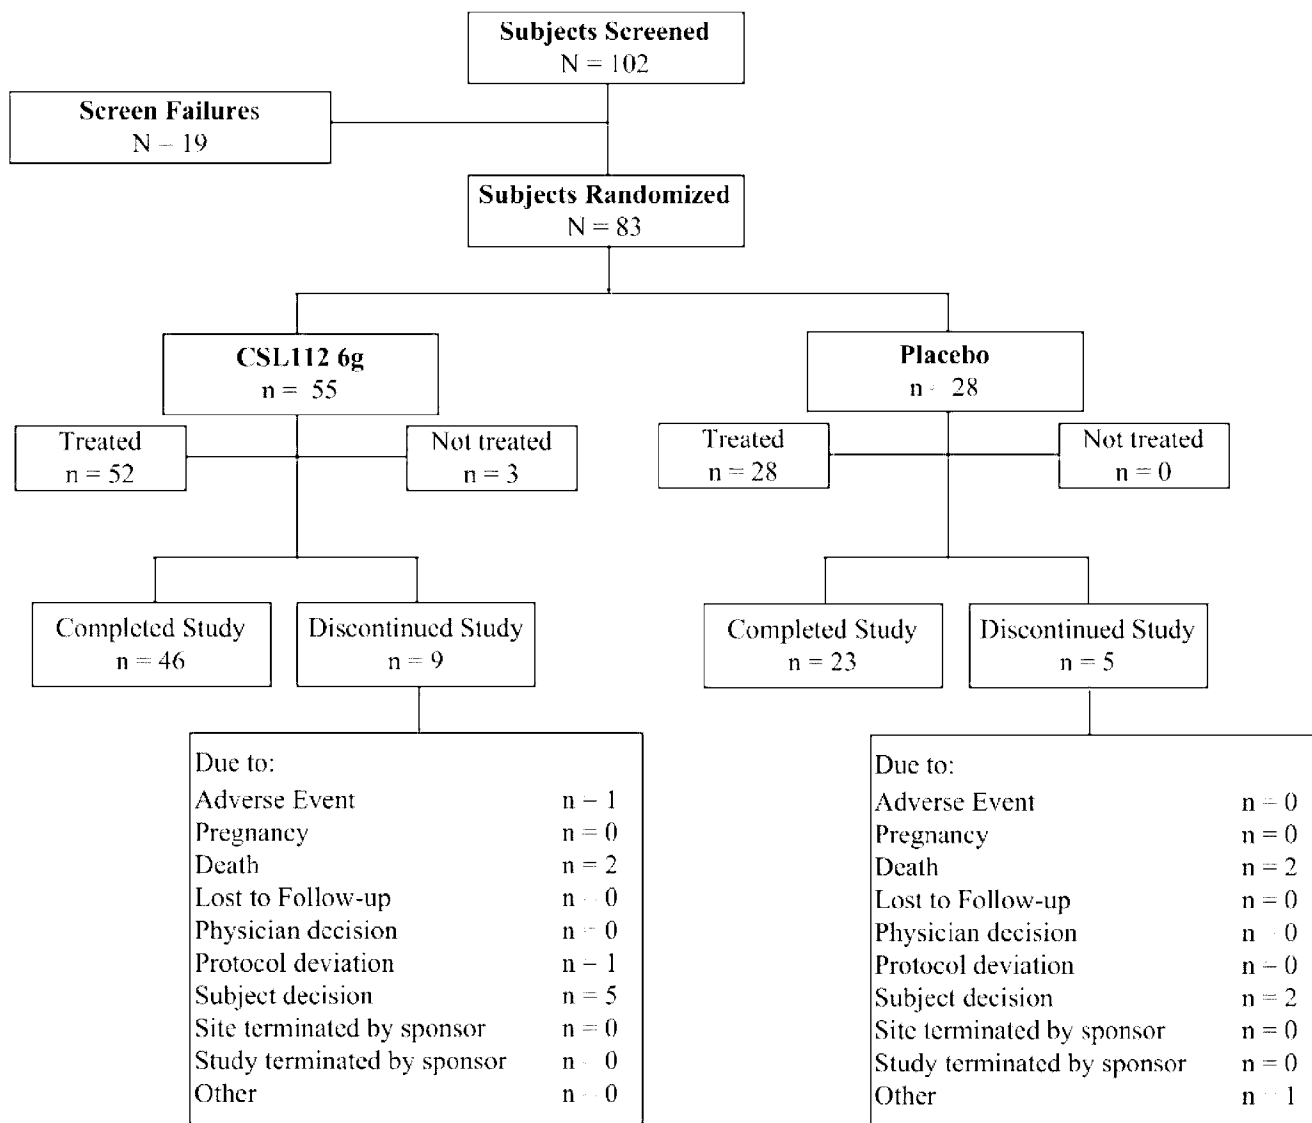 Subjects Screened
N = 102
Screen Failures
N = 19
Subjects Randomized
N = 83
CSL112 6g
n = 55
Placebo
n = 28
Treated
n = 52
Not treated
n = 3
Treated
n = 28
Not treated
n = 0
Completed Study
n = 46
Discontinued Study
n = 9
Completed Study
n = 23
Discontinued Study
n = 5
Due to:
Adverse Event n = 1
Pregnancy n = 0
Death n = 2
Lost to Follow-up n = 0
Physician decision n = 0
Protocol deviation n = 1
Subject decision n = 5
Site terminated by sponsor n = 0
Study terminated by sponsor n = 0
Other n = 0
Due to:
Adverse Event n = 0
Pregnancy n = 0
Death n = 2
Lost to Follow-up n = 0
Physician decision n = 0
Protocol deviation n = 0
Subject decision n = 2
Site terminated by sponsor n = 0
Study terminated by sponsor n = 0
Other n = 1